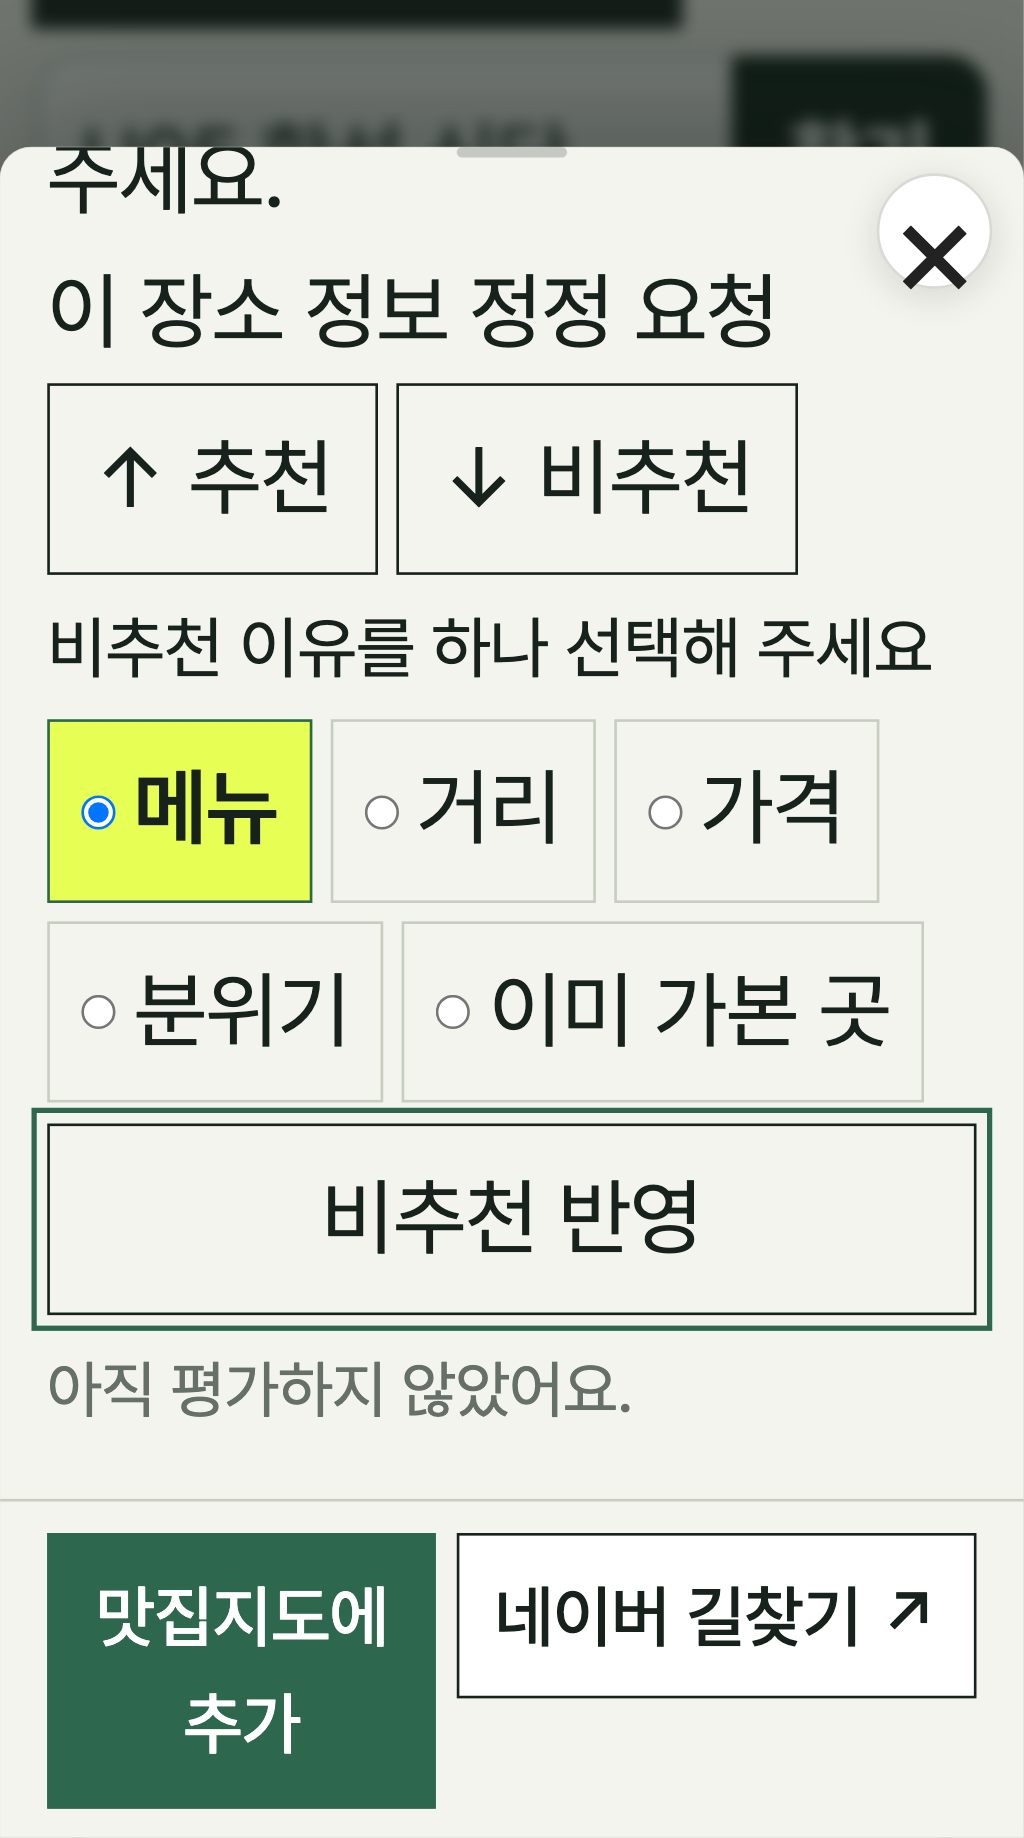 주세요.
이 장소 정보 정정 요청
↑ 추천
↓ 비추천
비추천 이유를 하나 선택해 주세요
메뉴
거리
가격
분위기
이미 가본 곳
비추천 반영
아직 평가하지 않았어요.
맛집지도에
추가
네이버 길찾기 ↗